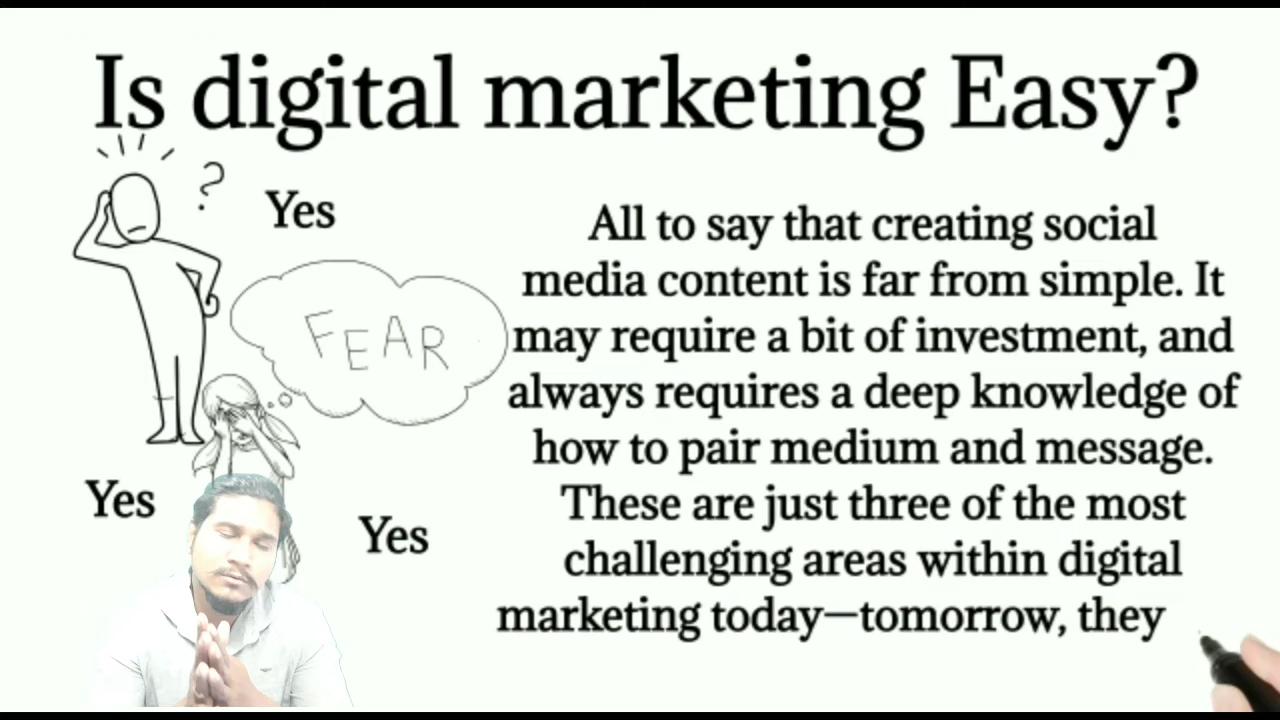 Is digital marketing Easy?
?
Yes
FEAR
Yes
Yes
All to say that creating social
media content is far from simple. It
may require a bit of investment, and
always requires a deep knowledge of
how to pair medium and message.
These are just three of the most
challenging areas within digital
marketing today—tomorrow, they